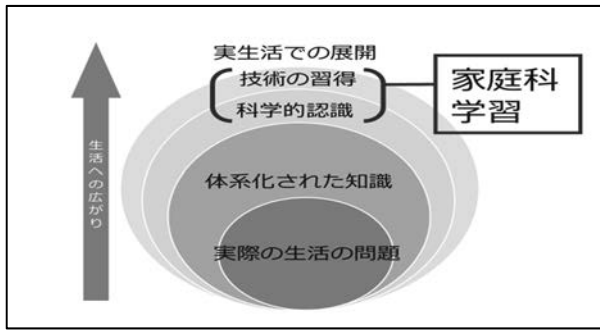 実生活での展開
技術の習得
科学的認識
家庭科
学習
体系化された知識
実際の生活の問題
生活への広がり